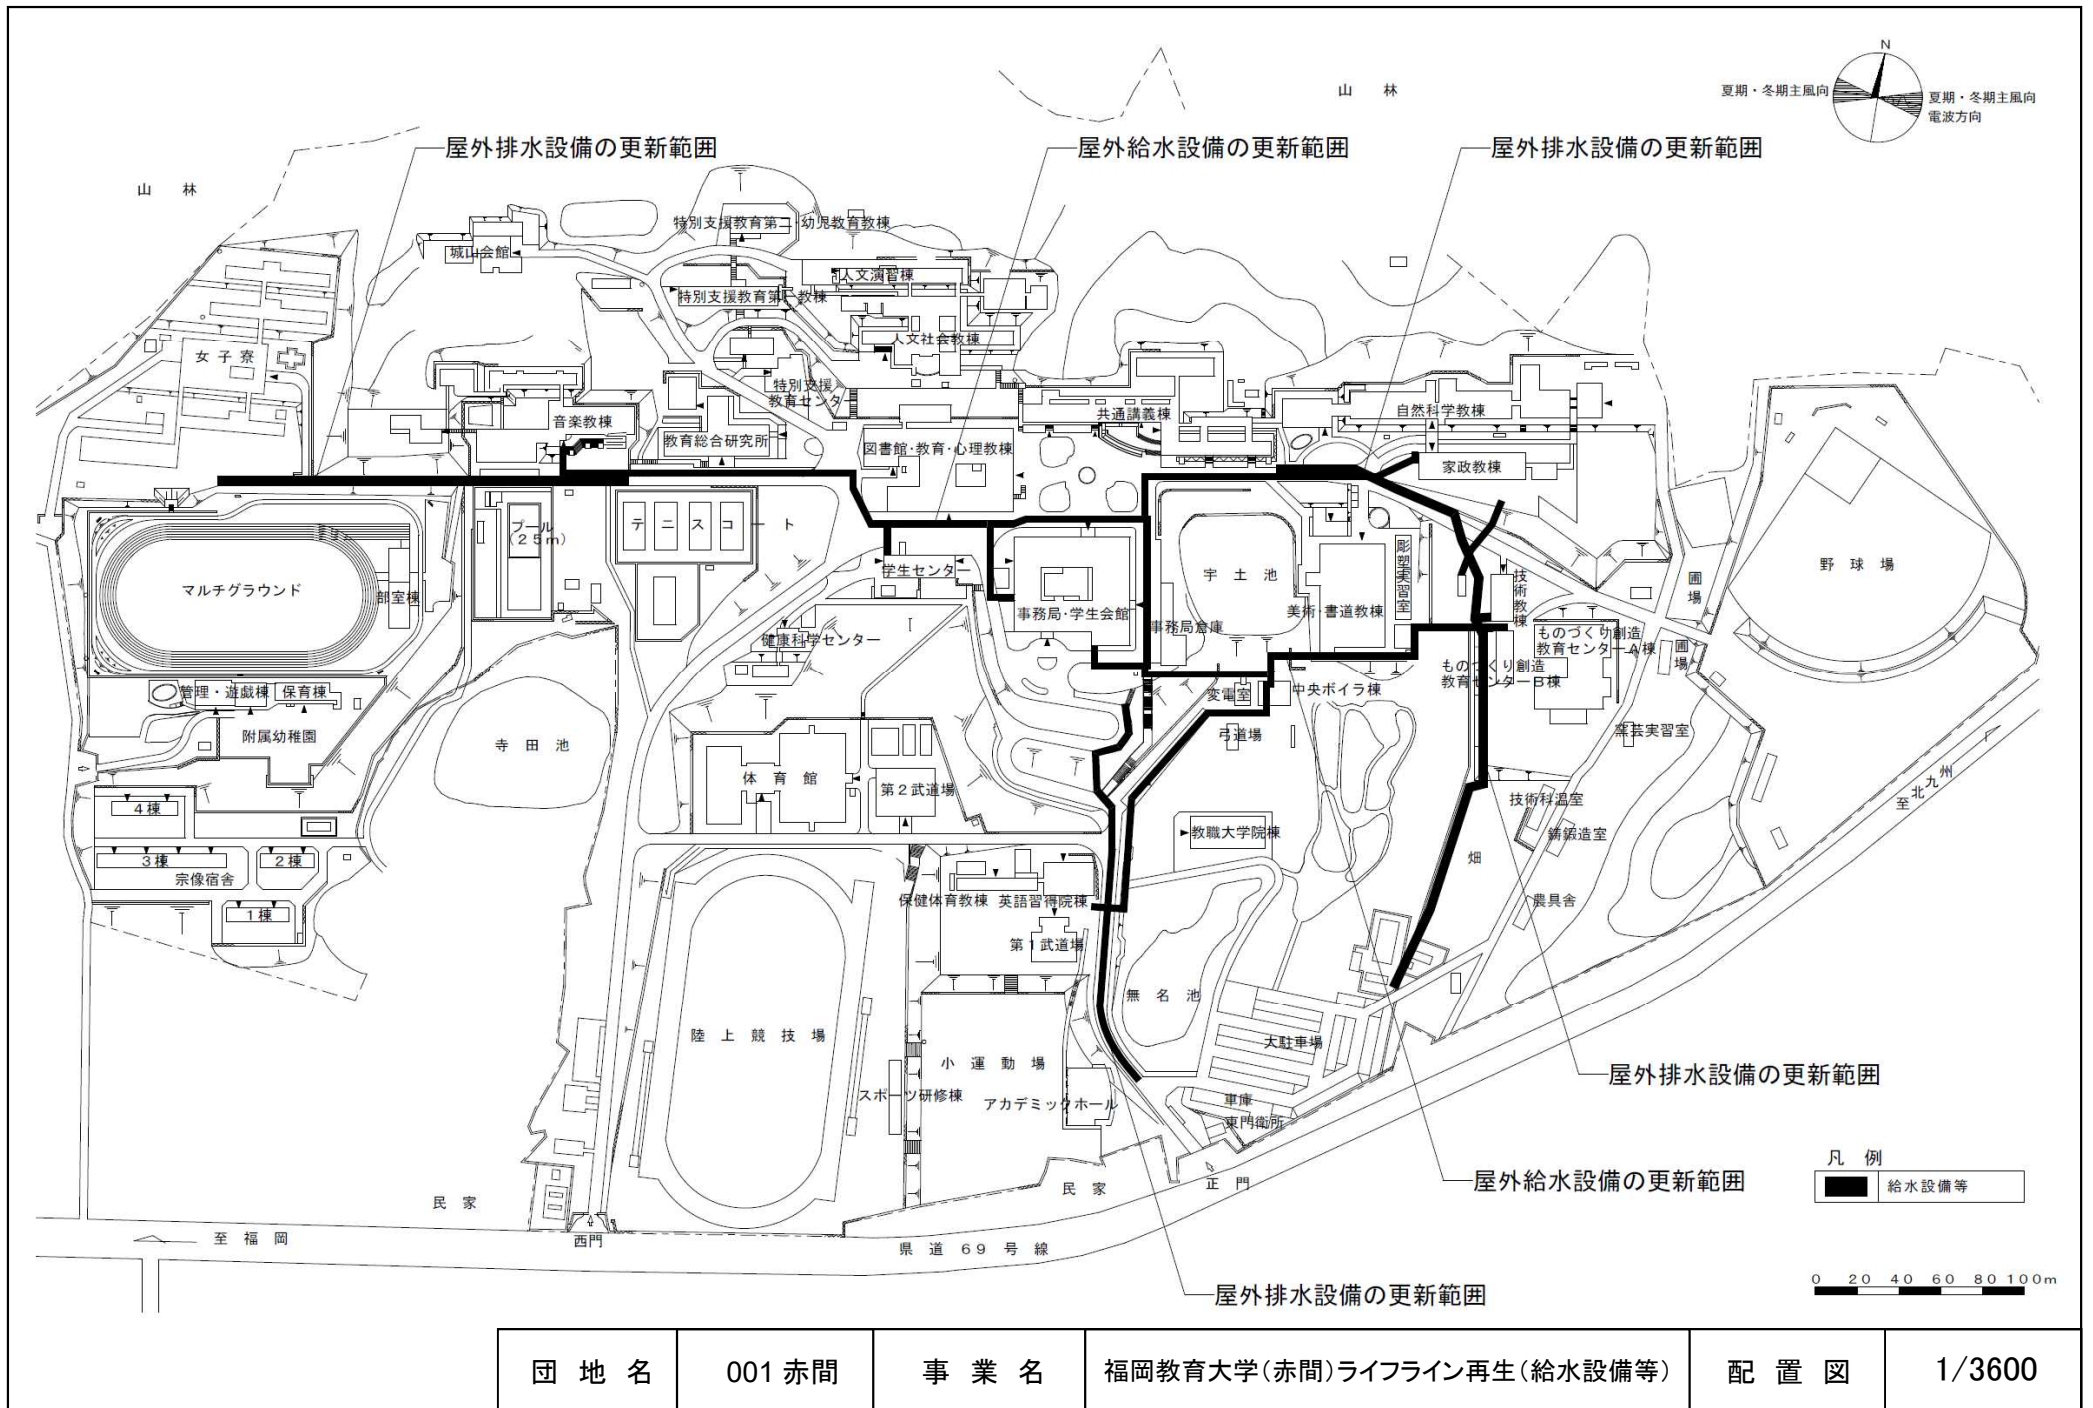 N
夏期・冬期主風向
夏期・冬期主風向
電波方向
山 林
山 林
屋外排水設備の更新範囲
屋外給水設備の更新範囲
屋外排水設備の更新範囲
城山会館
特別支援教育第二・幼児教育教棟
人文演習棟
特別支援教育第一教棟
人文社会教棟
女子寮
特別支援
教育センター
音楽教棟
教育総合研究所
図書館・教育・心理教棟
共通講義棟
自然科学教棟
家政教棟
マルチグラウンド
部室棟
プール
(25m)
テニスコート
学生センター
事務局・学生会館
宇土池
彫塑実習室
美術・書道教棟
技術教棟
圃場
野球場
健康科学センター
事務局倉庫
ものづくり創造
教育センターA棟
圃場
ものづくり創造
教育センターB棟
管理・遊戯棟
保育棟
附属幼稚園
変電室
中央ボイラ棟
弓道場
窯芸実習室
寺田池
体育館
第2武道場
教職大学院棟
技術科温室
鋳鍛造室
至北九州
4棟
3棟
2棟
宗像宿舎
1棟
畑
農具舎
保健体育教棟
英語習得院棟
第1武道場
無名池
陸上競技場
小運動場
大駐車場
スポーツ研修棟
アカデミックホール
車庫
東門衛所
屋外排水設備の更新範囲
屋外給水設備の更新範囲
屋外排水設備の更新範囲
民家
民家
正門
西門
至福岡
県道69号線
凡例
給水設備等
0 20 40 60 80 100m
団地名 001 赤間 事業名 福岡教育大学(赤間)ライフライン再生(給水設備等) 配置図 1/3600